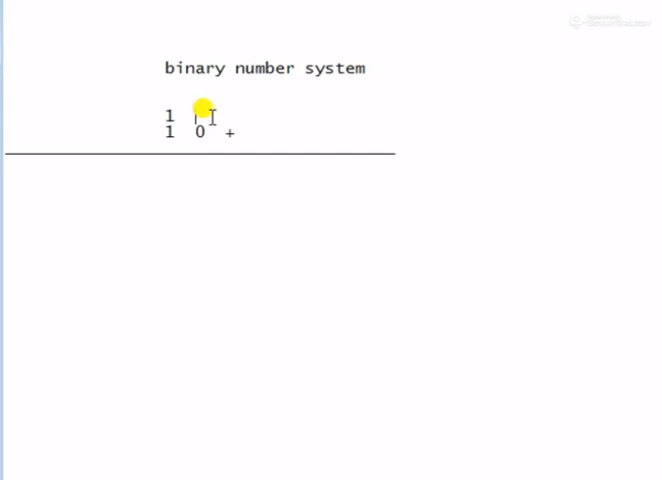 binary number system
1
1 0 +